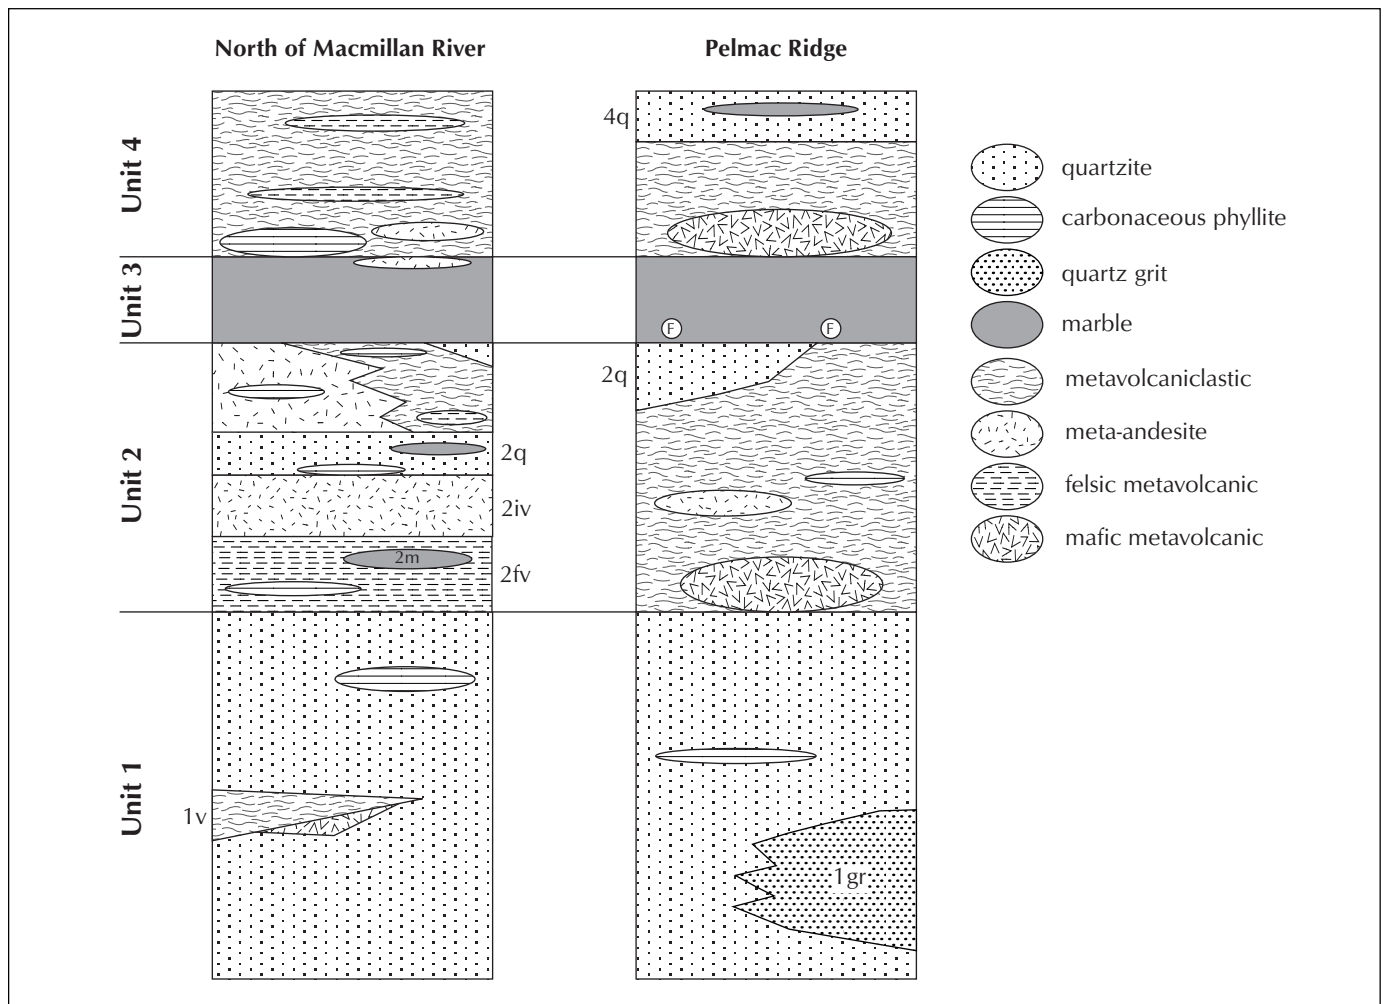 North of Macmillan River
Pelmac Ridge
Unit 4
Unit 3
Unit 2
Unit 1
4q
F
F
2q
2q
2iv
2m
2fv
1v
1gr
quartzite
carbonaceous phyllite
quartz grit
marble
metavolcaniclastic
meta-andesite
felsic metavolcanic
mafic metavolcanic